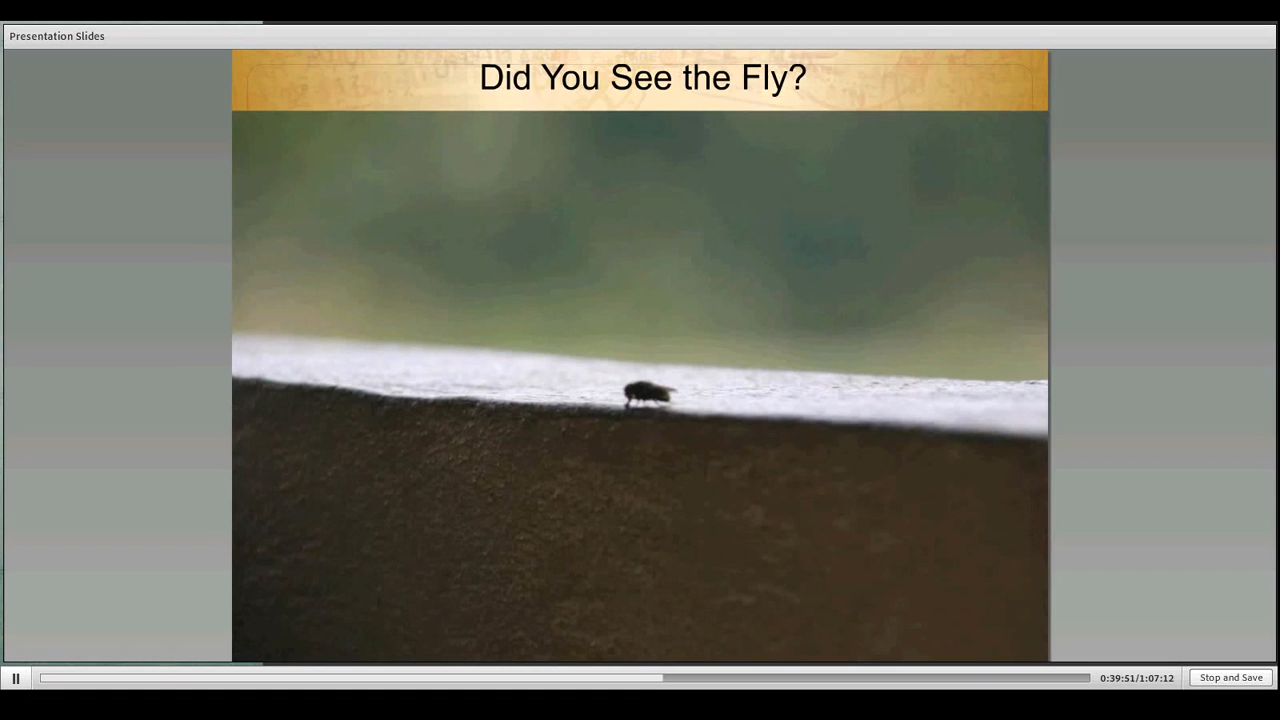 Presentation Slides
Did You See the Fly?
0:39:51/1:07:12
Stop and Save